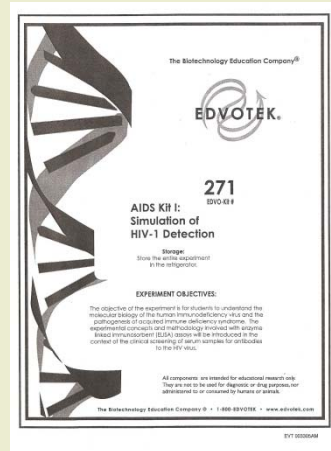 The Biotechnology Education Company®
EDVOTEK®
271
EDVO-Kit #
AIDS Kit I:
Simulation of
HIV-1 Detection
Storage:
Store the entire experiment
in the refrigerator.
EXPERIMENT OBJECTIVES:
The objective of the experiment is for students to understand the
molecular biology of the human immunodeficiency virus and the
pathogenesis of acquired immune deficiency syndrome. The
experimental concepts and methodology involved with enzyme
linked immunosorbent (ELISA) assays will be introduced in the
context of the clinical screening of serum samples for antibodies
to the HIV virus.
All components are intended for educational research only.
They are not to be used for diagnostic or drug purposes, nor
administered to or consumed by humans or animals.
The Biotechnology Education Company ® • 1-800-EDVOTEK • www.edvotek.com